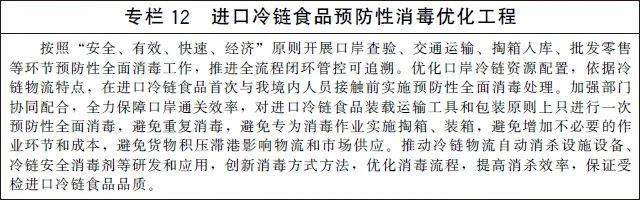 专栏 12  进口冷链食品预防性消毒优化工程
按照“安全、有效、快速、经济”原则开展口岸查验、交通运输、掏箱入库、批发零售
等环节预防性全面消毒工作，推进全流程闭环管控可追溯。优化口岸冷链资源配置，依据冷
链物流特点，在进口冷链食品首次与我境内人员接触前实施预防性全面消毒处理。加强部门
协同配合，全力保障口岸通关效率，对进口冷链食品装载运输工具和包装原则上只进行一次
预防性全面消毒，避免重复消毒，避免专为消毒作业实施掏箱、装箱，避免增加不必要的作
业环节和成本，避免货物积压滞港影响物流和市场供应。推动冷链物流自动消杀设施设备、
冷链安全消毒剂等研发和应用，创新消毒方式方法，优化消毒流程，提高消杀效率，保证受
检进口冷链食品品质。